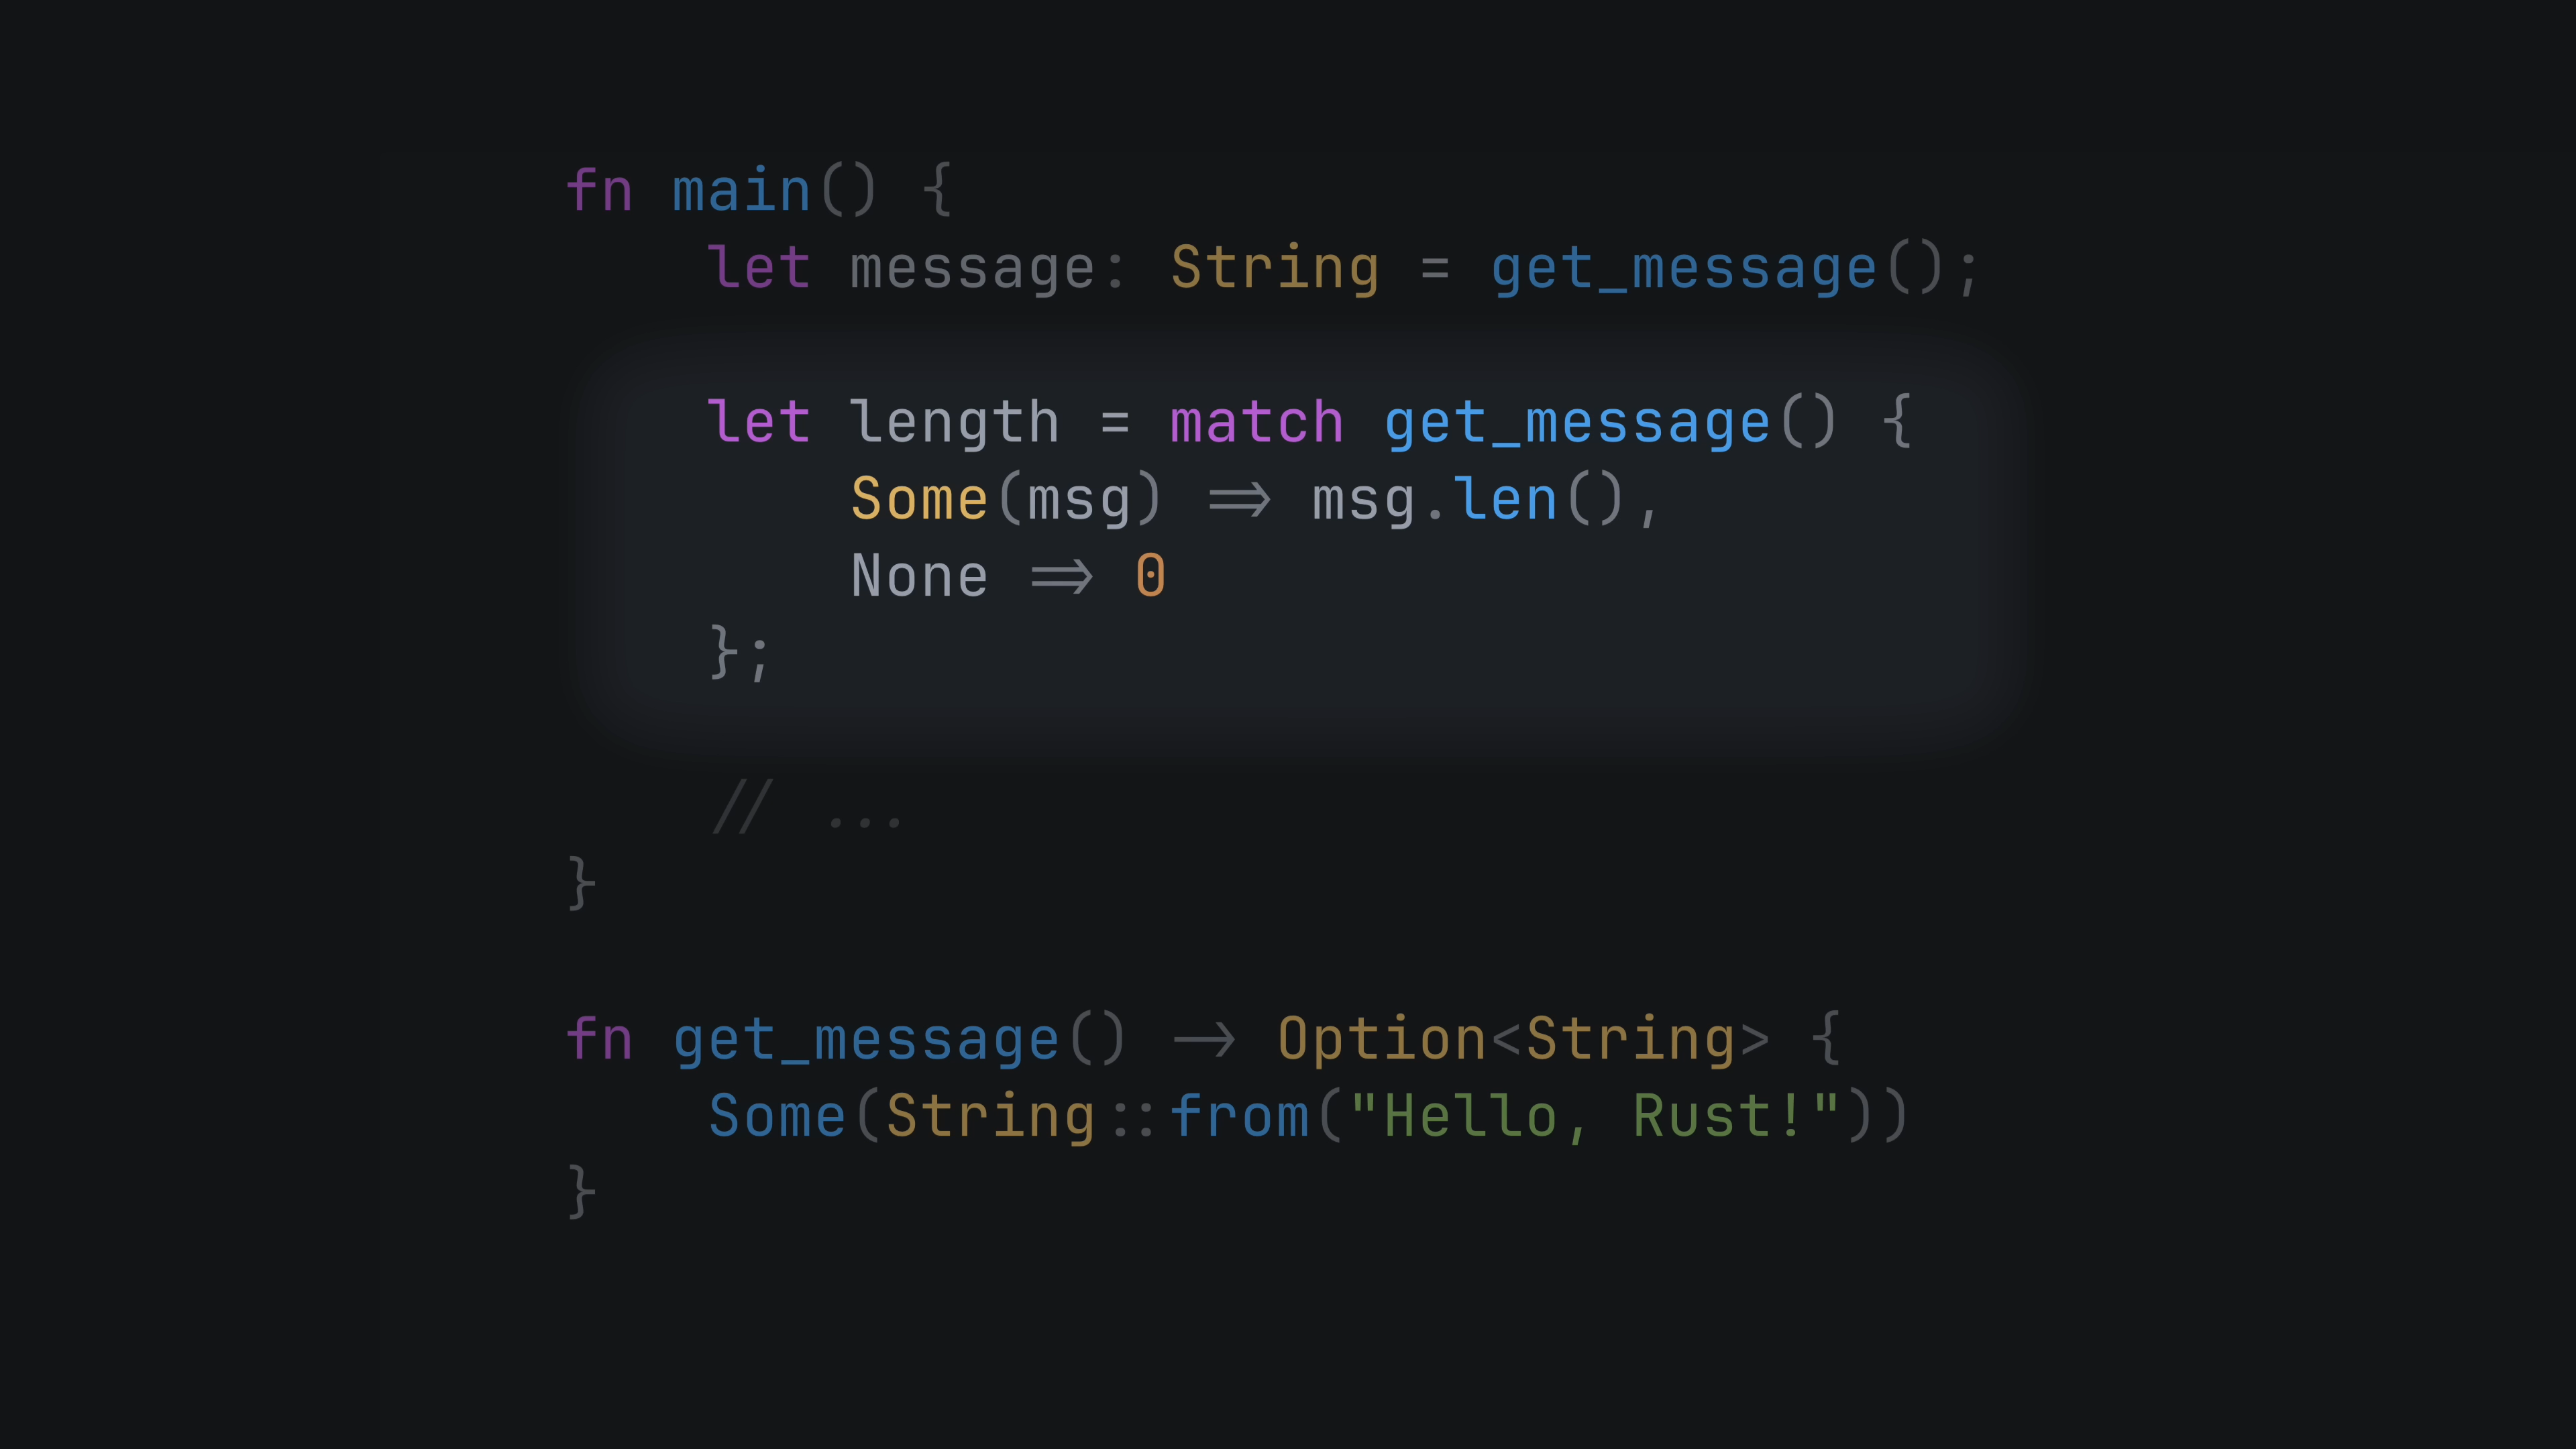 fn main() {
    let message: String = get_message();
    let length = match get_message() {
        Some(msg) => msg.len(),
        None => 0
    };
    // ...
}
fn get_message() -> Option<String> {
    Some(String::from("Hello, Rust!"))
}